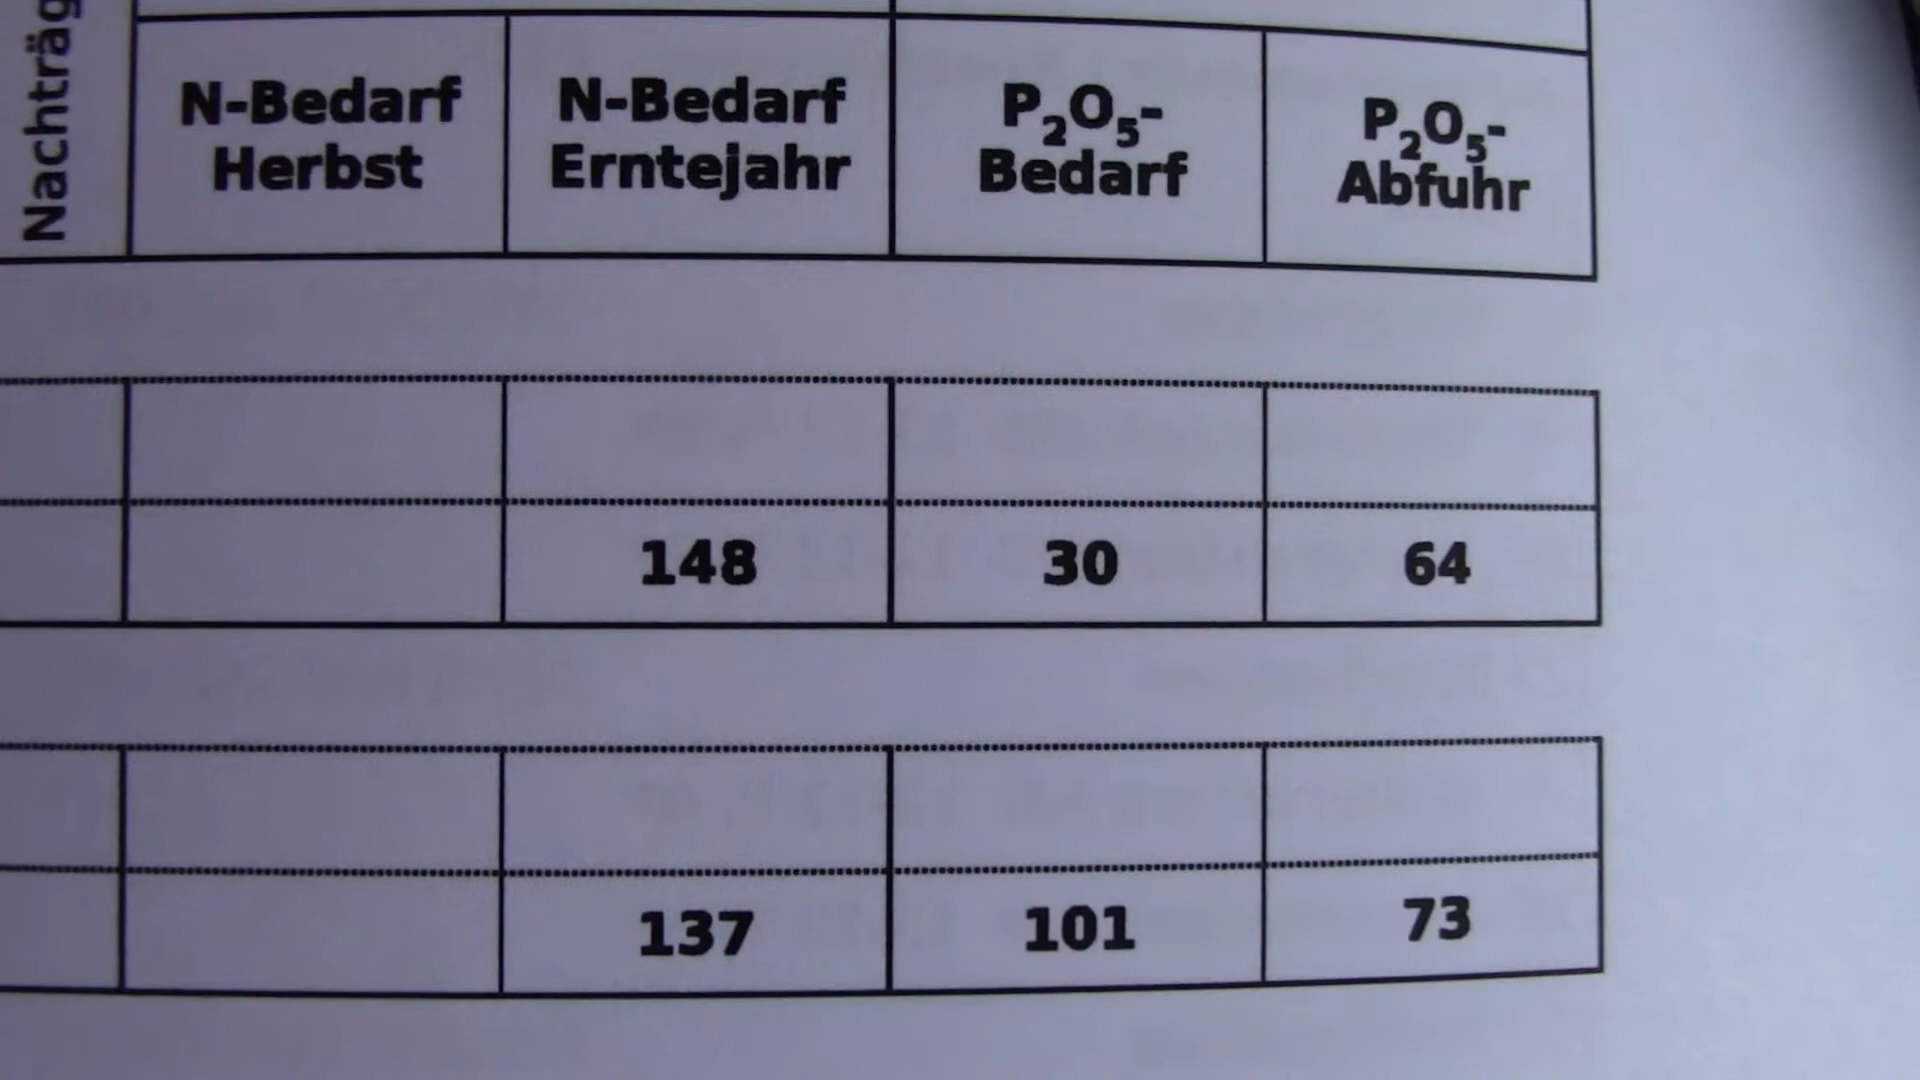 Nachträg
N-Bedarf
Herbst
N-Bedarf
Erntejahr
P₂O₅-
Bedarf
P₂O₅-
Abfuhr
148 30 64
137 101 73